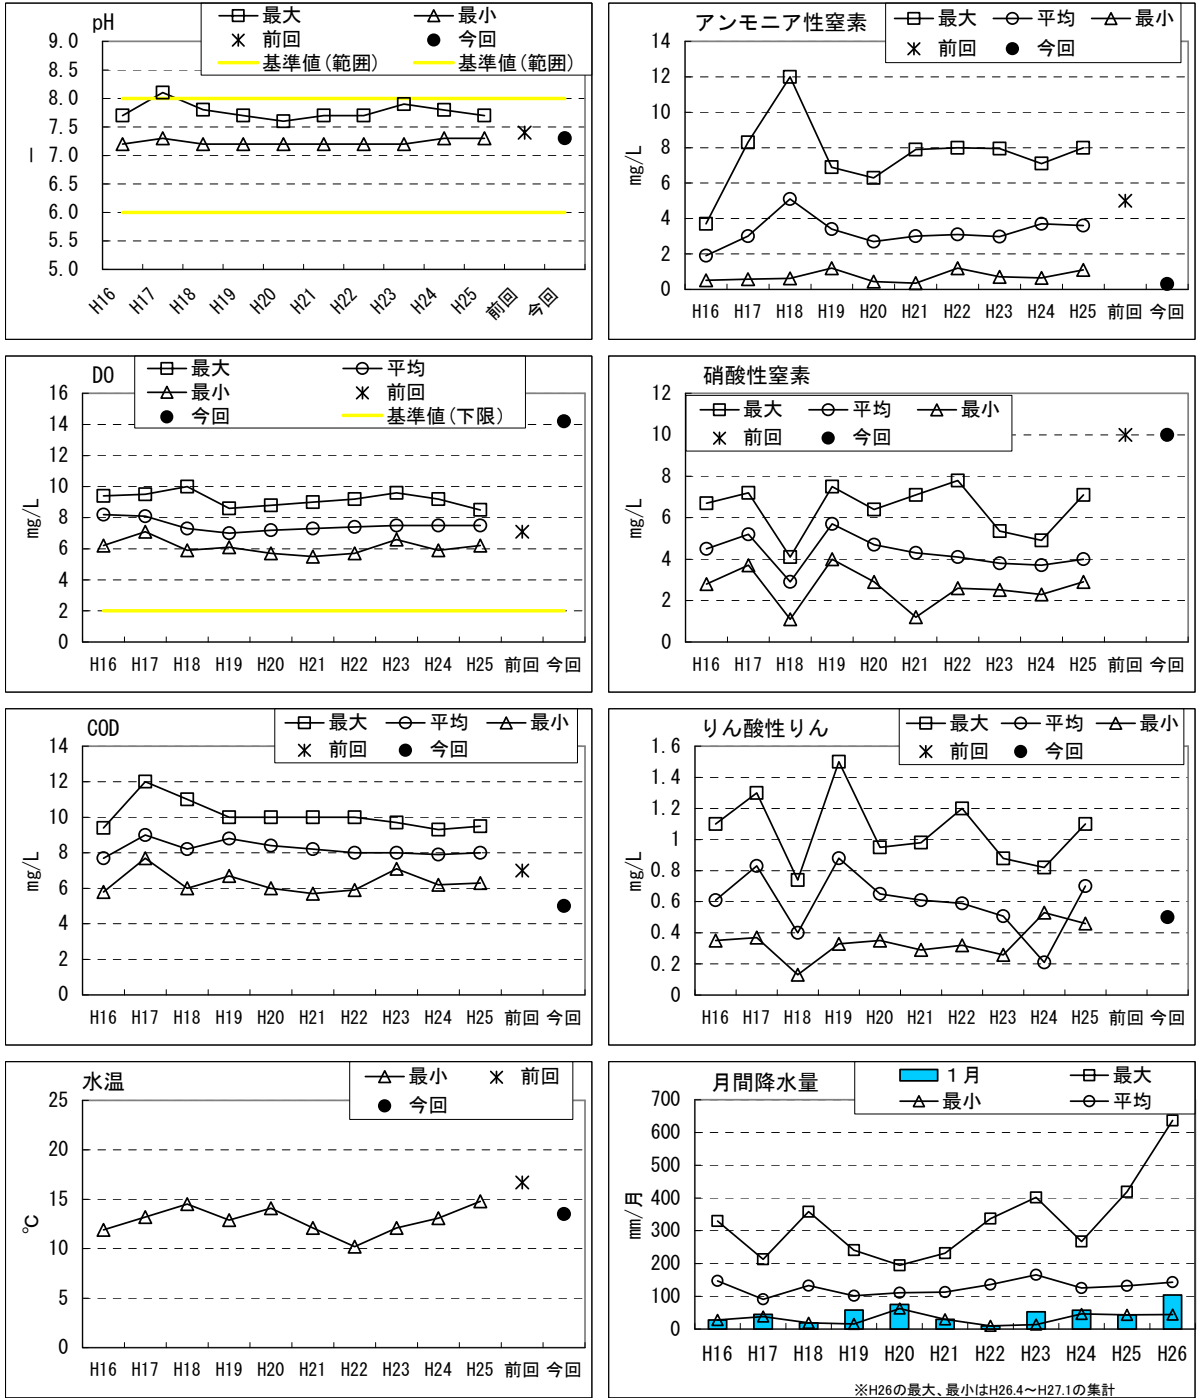 pH
最大 最小
前回 今回
基準値(範囲) 基準値(範囲)
9.0
8.5
8.0
7.5
7.0
6.5
6.0
5.5
5.0
—
H16 H17 H18 H19 H20 H21 H22 H23 H24 H25 前回 今回
アンモニア性窒素
最大 平均 最小
前回 今回
14
12
10
8
6
4
2
0
mg/L
H16 H17 H18 H19 H20 H21 H22 H23 H24 H25 前回 今回
DO
最大 平均
最小 前回
今回 基準値(下限)
16
14
12
10
8
6
4
2
0
mg/L
H16 H17 H18 H19 H20 H21 H22 H23 H24 H25 前回 今回
硝酸性窒素
最大 平均 最小
前回 今回
12
10
8
6
4
2
0
mg/L
H16 H17 H18 H19 H20 H21 H22 H23 H24 H25 前回 今回
COD
最大 平均 最小
前回 今回
14
12
10
8
6
4
2
0
mg/L
H16 H17 H18 H19 H20 H21 H22 H23 H24 H25 前回 今回
りん酸性りん
最大 平均 最小
前回 今回
1.6
1.4
1.2
1
0.8
0.6
0.4
0.2
0
mg/L
H16 H17 H18 H19 H20 H21 H22 H23 H24 H25 前回 今回
水温
最小 前回
今回
25
20
15
10
5
0
℃
H16 H17 H18 H19 H20 H21 H22 H23 H24 H25 前回 今回
月間降水量
1月 最大
最小 平均
700
600
500
400
300
200
100
0
mm/月
H16 H17 H18 H19 H20 H21 H22 H23 H24 H25 H26
※H26の最大、最小はH26.4～H27.1の集計